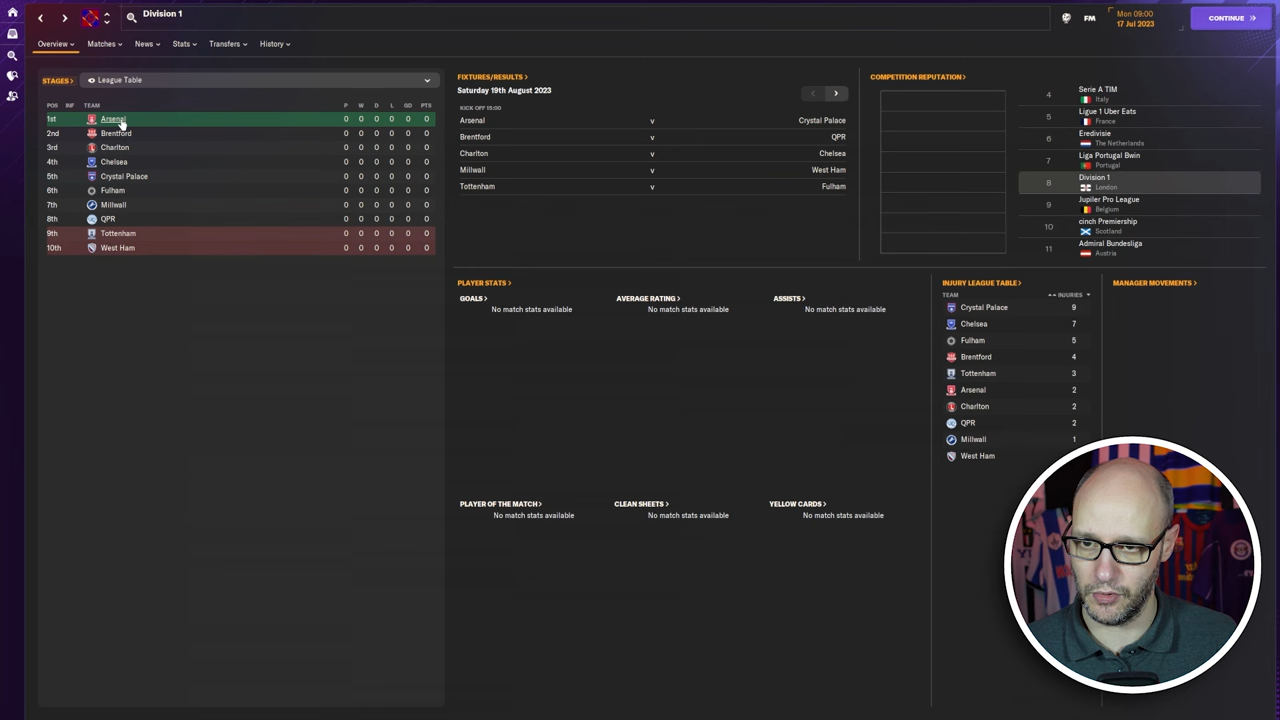 Division 1
FM
Mon 09:00
17 Jul 2023
CONTINUE
Overview
Matches
News
Stats
Transfers
History
STAGES
League Table
POS INF TEAM P W D L GD PTS
1st Arsenal 0 0 0 0 0 0
2nd Brentford 0 0 0 0 0 0
3rd Charlton 0 0 0 0 0 0
4th Chelsea 0 0 0 0 0 0
5th Crystal Palace 0 0 0 0 0 0
6th Fulham 0 0 0 0 0 0
7th Millwall 0 0 0 0 0 0
8th QPR 0 0 0 0 0 0
9th Tottenham 0 0 0 0 0 0
10th West Ham 0 0 0 0 0 0
FIXTURES/RESULTS
Saturday 19th August 2023
KICK OFF 15:00
Arsenal v Crystal Palace
Brentford v QPR
Charlton v Chelsea
Millwall v West Ham
Tottenham v Fulham
COMPETITION REPUTATION
4 Serie A TIM
Italy
5 Ligue 1 Uber Eats
France
6 Eredivisie
The Netherlands
7 Liga Portugal Bwin
Portugal
8 Division 1
London
9 Jupiler Pro League
Belgium
10 cinch Premiership
Scotland
11 Admiral Bundesliga
Austria
PLAYER STATS
GOALS
No match stats available
AVERAGE RATING
No match stats available
ASSISTS
No match stats available
PLAYER OF THE MATCH
No match stats available
CLEAN SHEETS
No match stats available
YELLOW CARDS
No match stats available
INJURY LEAGUE TABLE
TEAM INJURIES
Crystal Palace 9
Chelsea 7
Fulham 5
Brentford 4
Tottenham 3
Arsenal 2
Charlton 2
QPR 2
Millwall 1
West Ham
MANAGER MOVEMENTS